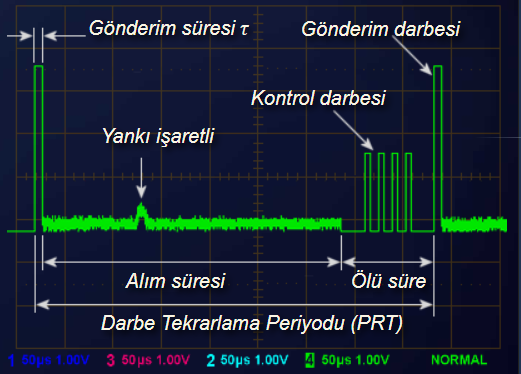 Gönderim süresi τ
Gönderim darbesi
Kontrol darbesi
Yankı işaretli
Alım süresi
Ölü süre
Darbe Tekrarlama Periyodu (PRT)
1 50µs 1.00V 3 50µs 1.00V 2 50µs 1.00V 4 50µs 1.00V NORMAL